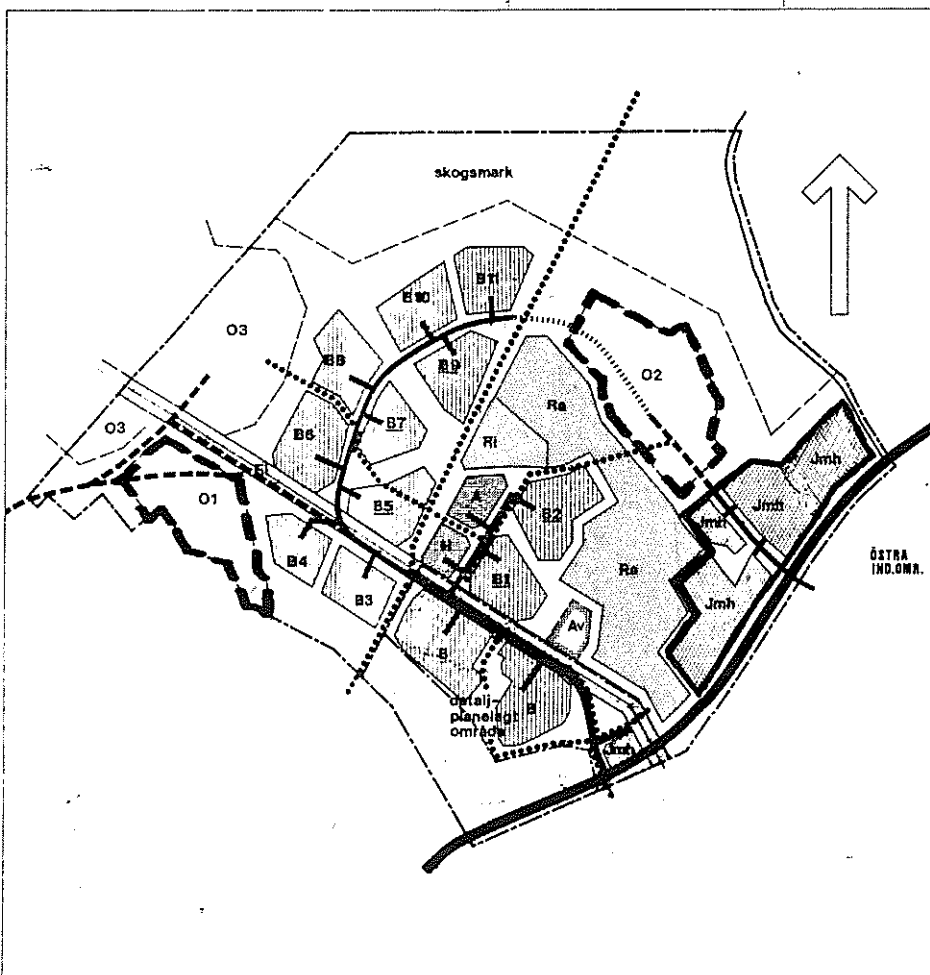 skogsmark
B11
B10
O3
B8
B9
O2
Ra
B7
Ri
O3
B6
Jmh
El
A
Jmh
O1
B5
B2
Jmh
H
B4
ÖSTRA
IND.OMR.
B3
B1
Ra
Jmh
Av
B
B
detalj-
planelagt
område
Jmh